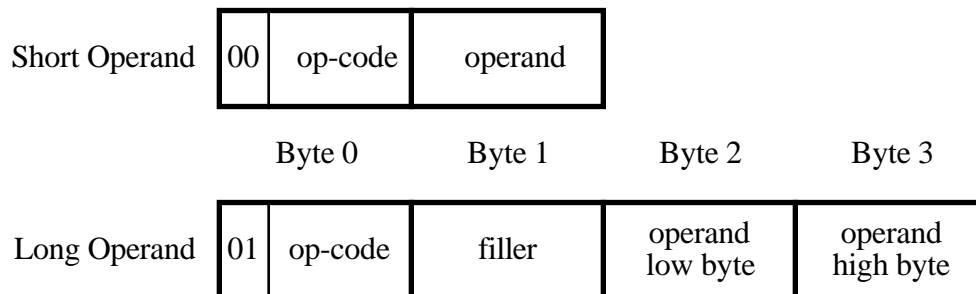 Short Operand 00 op-code operand
Byte 0 Byte 1 Byte 2 Byte 3
Long Operand 01 op-code filler operand low byte operand high byte